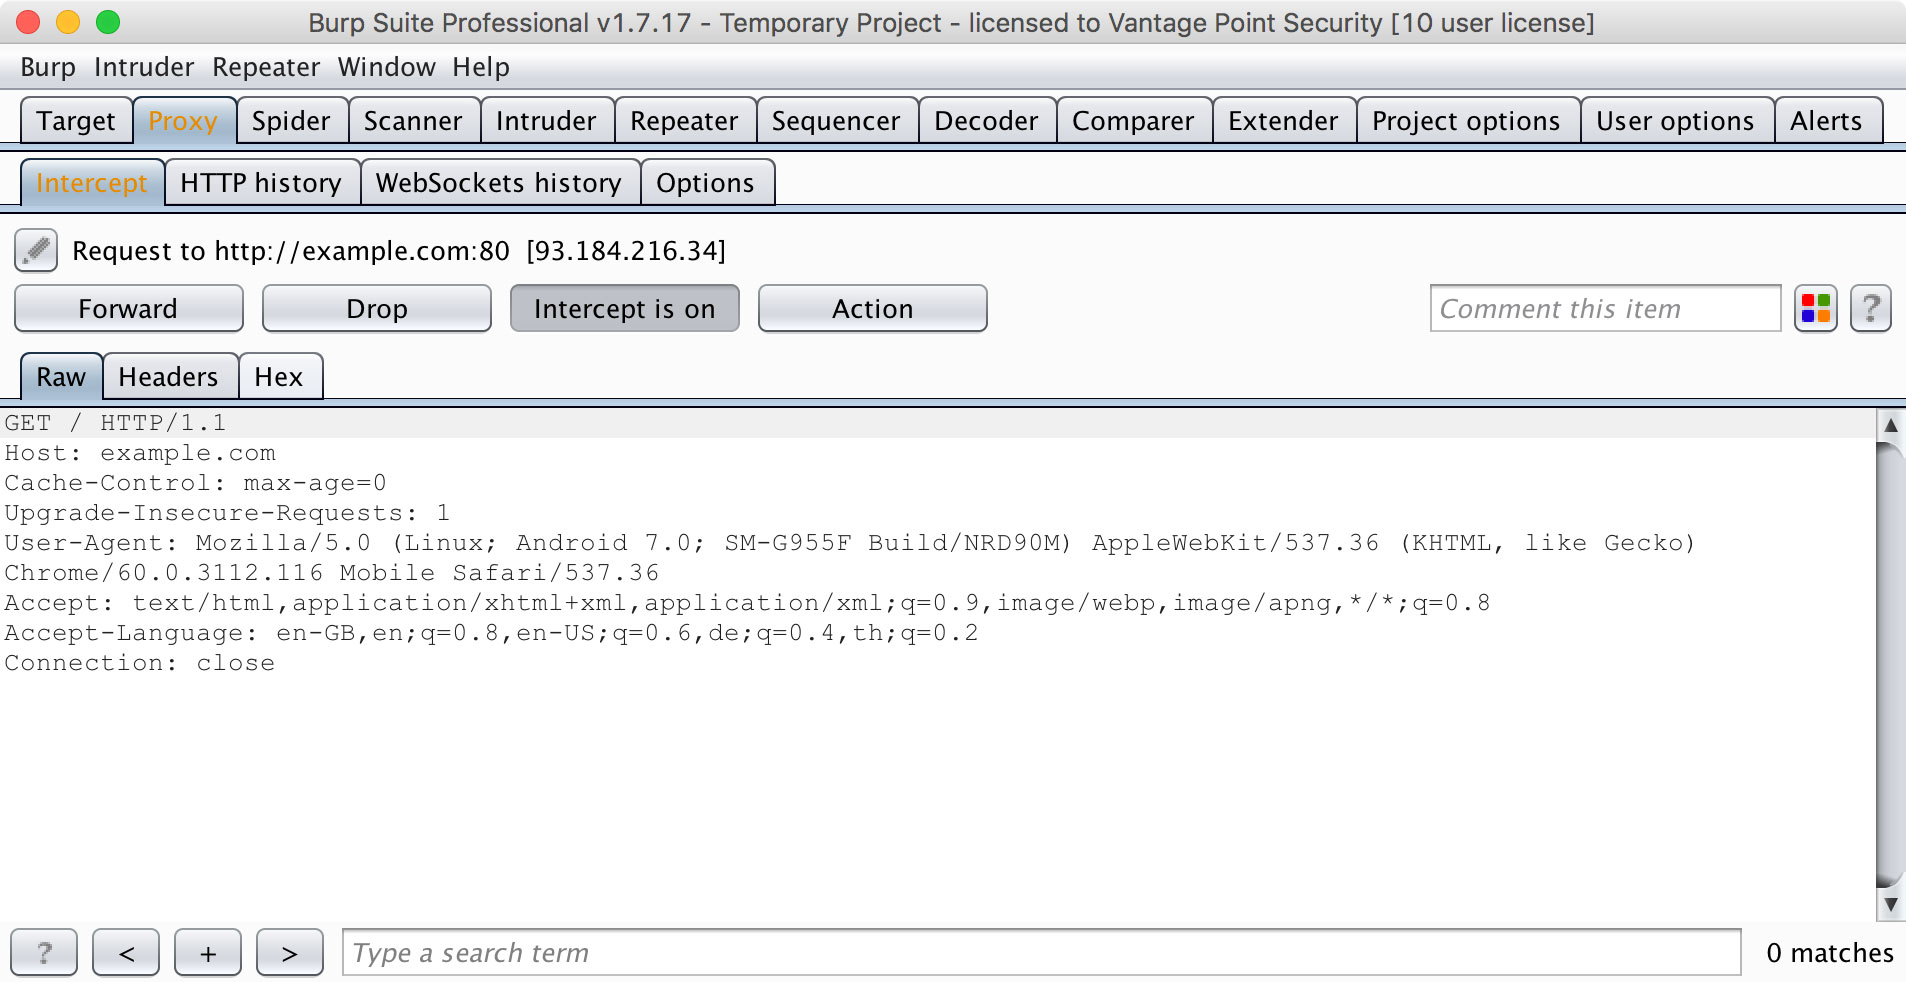 Burp Suite Professional v1.7.17 - Temporary Project - licensed to Vantage Point Security [10 user license]
Burp Intruder Repeater Window Help
Target Proxy Spider Scanner Intruder Repeater Sequencer Decoder Comparer Extender Project options User options Alerts
Intercept HTTP history WebSockets history Options
Request to http://example.com:80 [93.184.216.34]
Forward Drop Intercept is on Action Comment this item ?
Raw Headers Hex
GET / HTTP/1.1
Host: example.com
Cache-Control: max-age=0
Upgrade-Insecure-Requests: 1
User-Agent: Mozilla/5.0 (Linux; Android 7.0; SM-G955F Build/NRD90M) AppleWebKit/537.36 (KHTML, like Gecko)
Chrome/60.0.3112.116 Mobile Safari/537.36
Accept: text/html,application/xhtml+xml,application/xml;q=0.9,image/webp,image/apng,*/*;q=0.8
Accept-Language: en-GB,en;q=0.8,en-US;q=0.6,de;q=0.4,th;q=0.2
Connection: close
? < + > Type a search term 0 matches